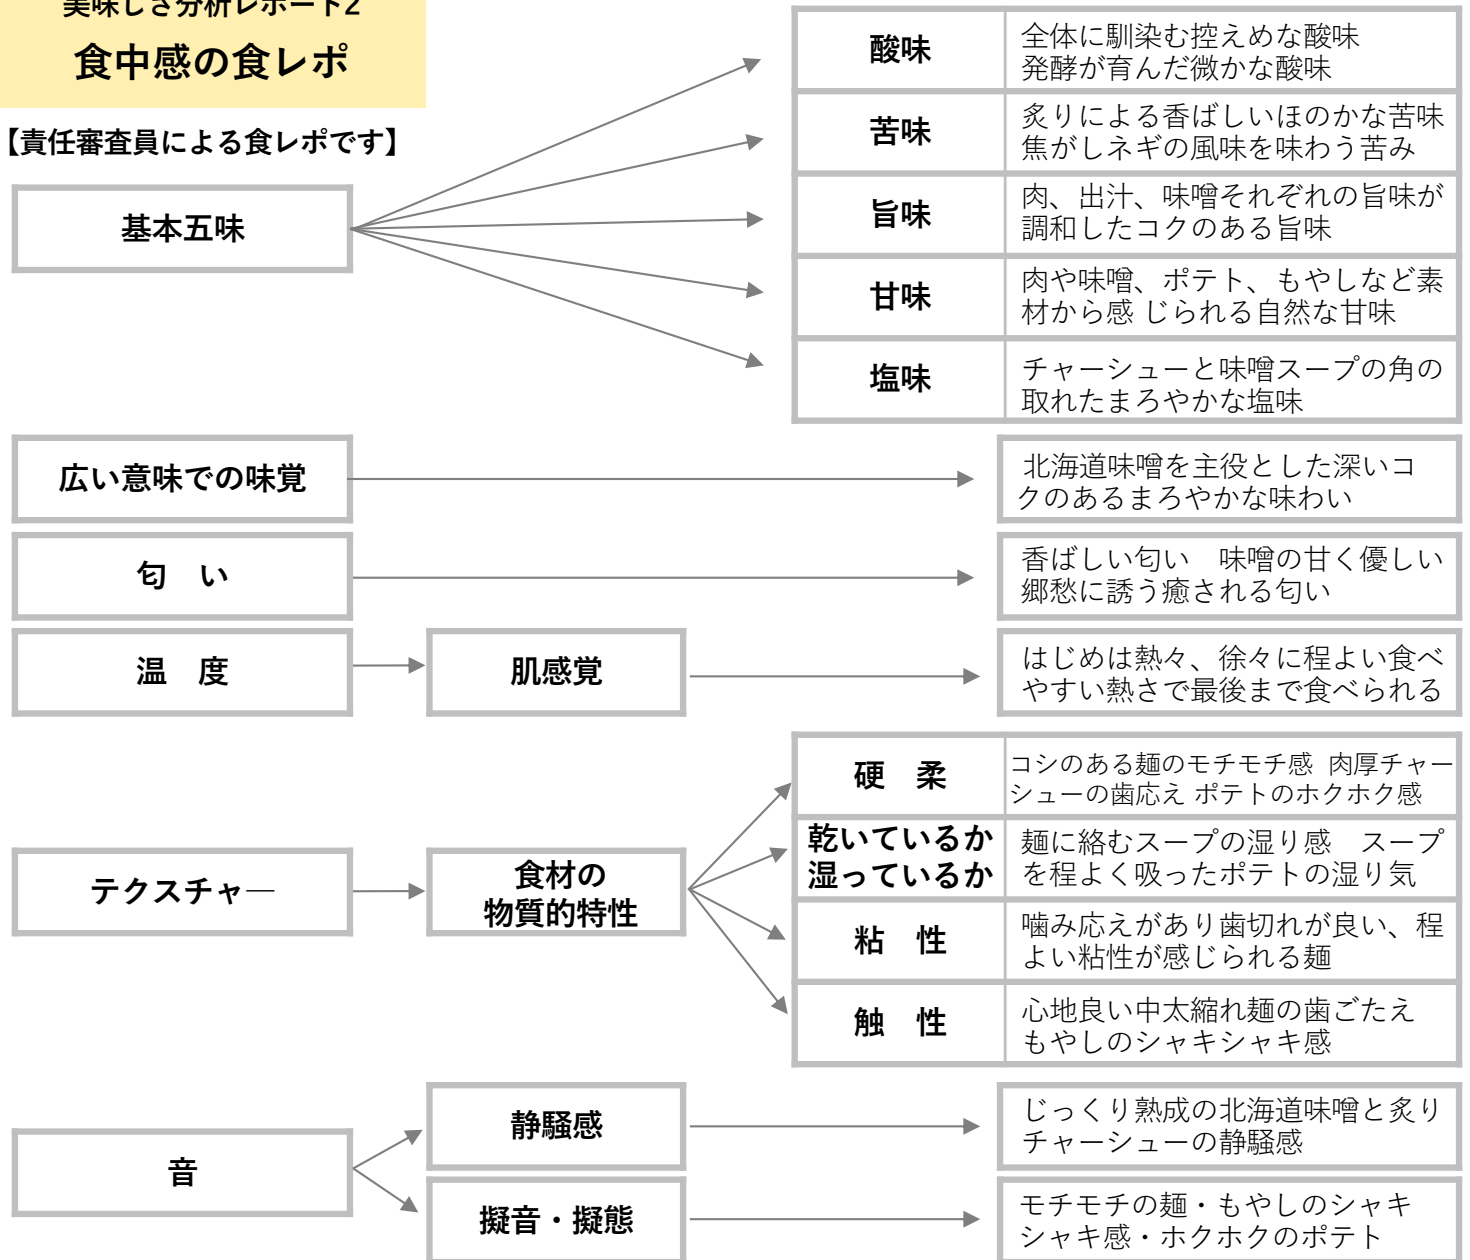 美味しさ分析レポート2
食中感の食レポ
【責任審査員による食レポです】
基本五味
酸味
全体に馴染む控えめな酸味
発酵が育んだ微かな酸味
苦味
炙りによる香ばしいほのかな苦味
焦がしネギの風味を味わう苦み
旨味
肉、出汁、味噌それぞれの旨味が
調和したコクのある旨味
甘味
肉や味噌、ポテト、もやしなど素
材から感 じられる自然な甘味
塩味
チャーシューと味噌スープの角の
取れたまろやかな塩味
広い意味での味覚
北海道味噌を主役とした深いコ
クのあるまろやかな味わい
匂　い
香ばしい匂い　味噌の甘く優しい
郷愁に誘う癒される匂い
温　度
肌感覚
はじめは熱々、徐々に程よい食べ
やすい熱さで最後まで食べられる
テクスチャ―
食材の
物質的特性
硬　柔
コシのある麺のモチモチ感 肉厚チャー
シューの歯応え ポテトのホクホク感
乾いているか
湿っているか
麺に絡むスープの湿り感　スープ
を程よく吸ったポテトの湿り気
粘　性
噛み応えがあり歯切れが良い、程
よい粘性が感じられる麺
触　性
心地良い中太縮れ麺の歯ごたえ
もやしのシャキシャキ感
音
静騒感
じっくり熟成の北海道味噌と炙り
チャーシューの静騒感
擬音・擬態
モチモチの麺・もやしのシャキ
シャキ感・ホクホクのポテト